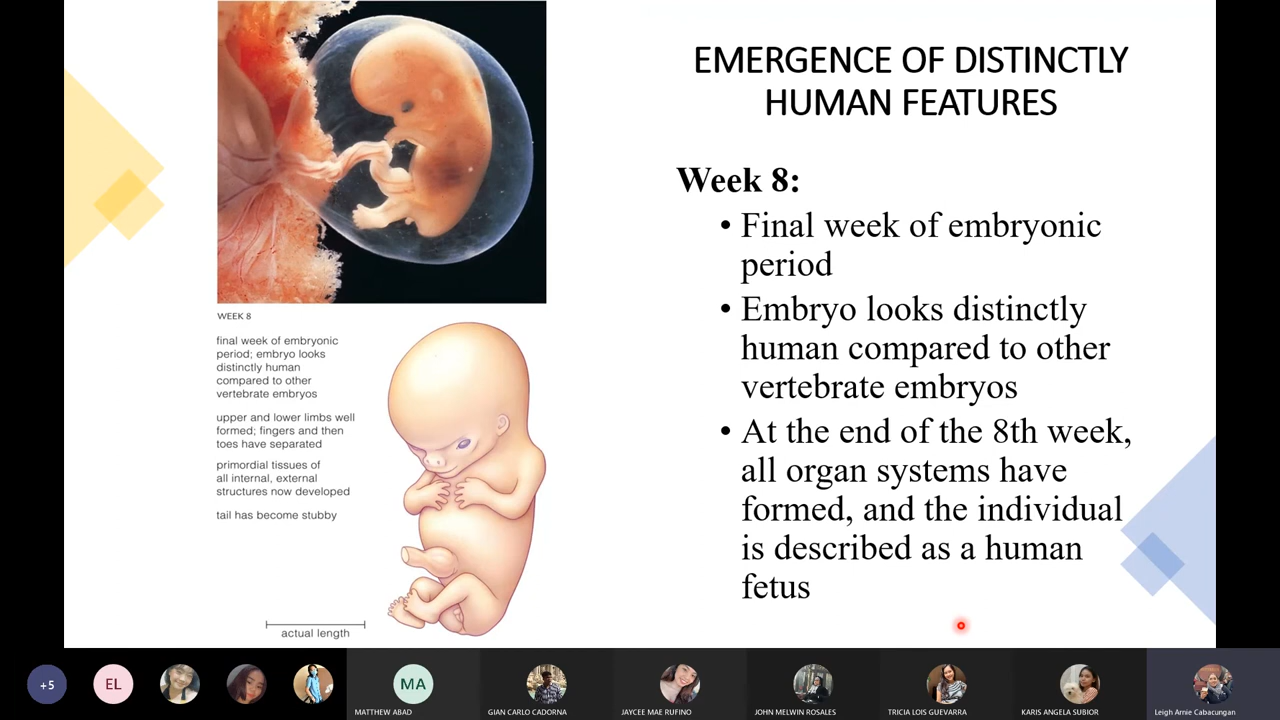 EMERGENCE OF DISTINCTLY
HUMAN FEATURES
Week 8:
• Final week of embryonic
period
• Embryo looks distinctly
human compared to other
vertebrate embryos
• At the end of the 8th week,
all organ systems have
formed, and the individual
is described as a human
fetus
WEEK 8
final week of embryonic
period; embryo looks
distinctly human
compared to other
vertebrate embryos
upper and lower limbs well
formed; fingers and then
toes have separated
primordial tissues of
all internal, external
structures now developed
tail has become stubby
actual length
+5
EL
MA
MATTHEW ABAD
GIAN CARLO CADORNA
JAYCEE MAE RUFINO
JOHN MELWIN ROSALES
TRICIA LOIS GUEVARRA
KARIS ANGELA SUBIOR
Leigh Arnie Cabacungan